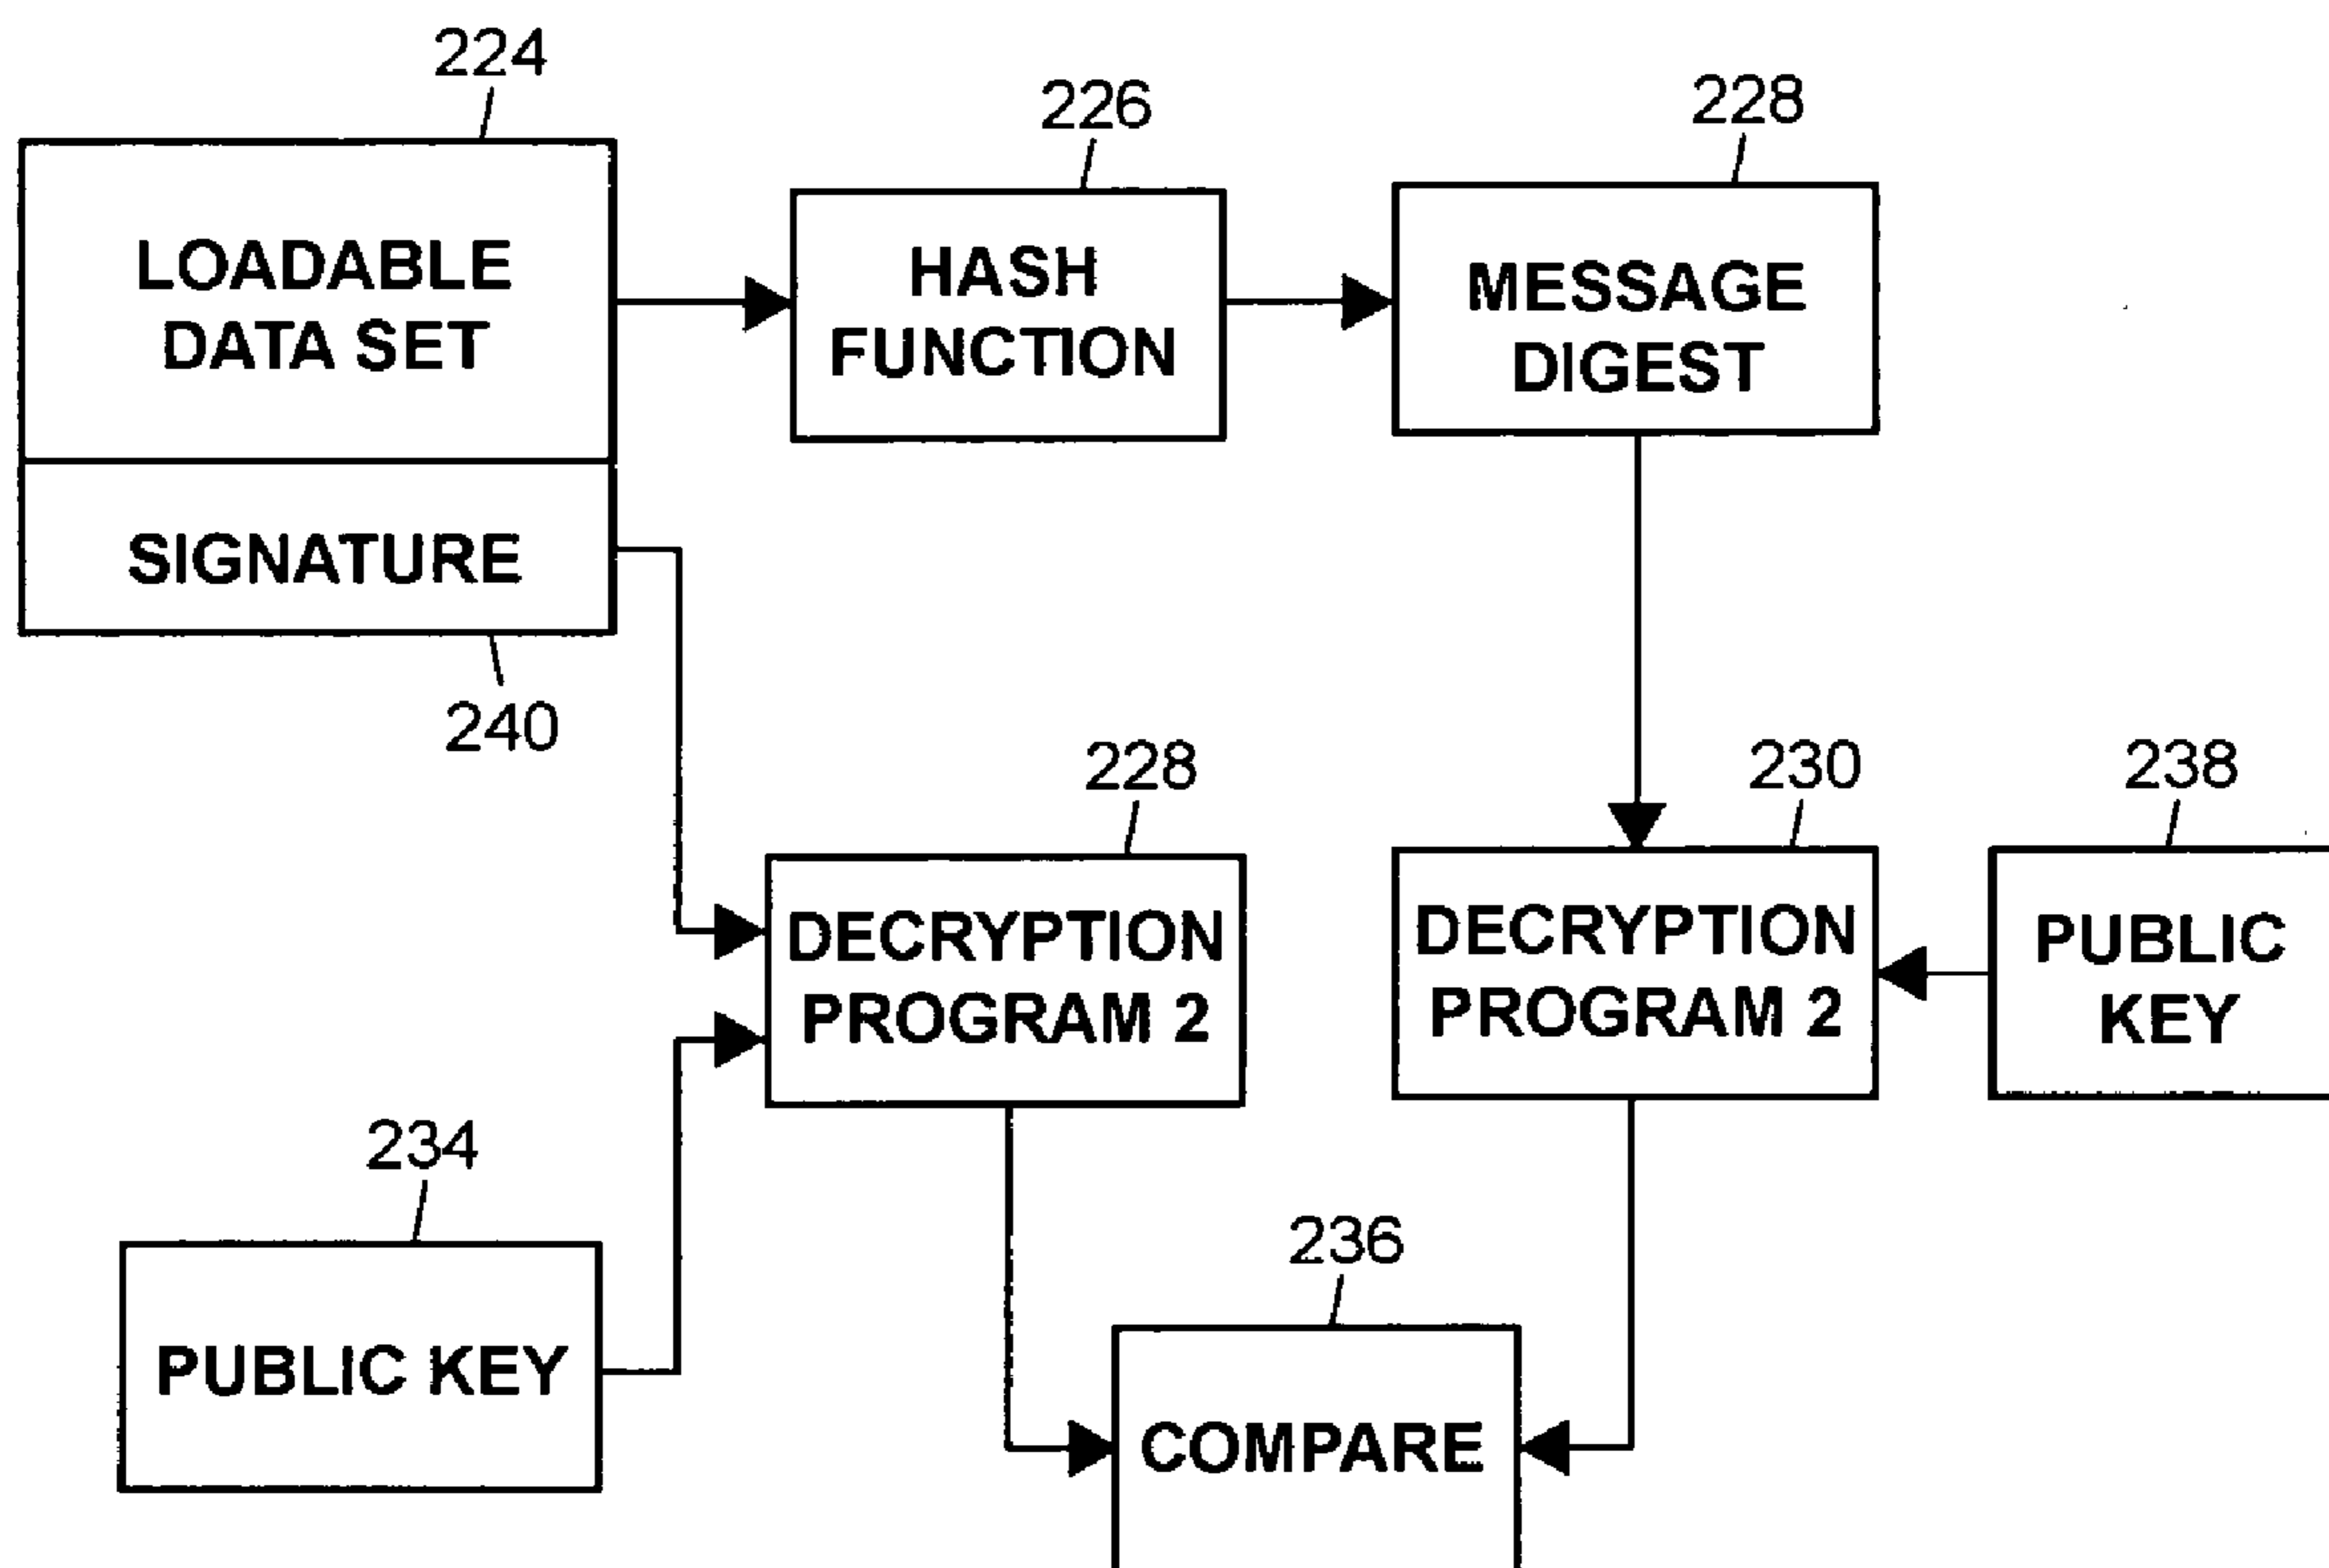 224
226
228
LOADABLE
DATA SET
HASH
FUNCTION
MESSAGE
DIGEST
SIGNATURE
240
228
230
238
DECRYPTION
PROGRAM 2
DECRYPTION
PROGRAM 2
PUBLIC
KEY
234
236
PUBLIC KEY
COMPARE